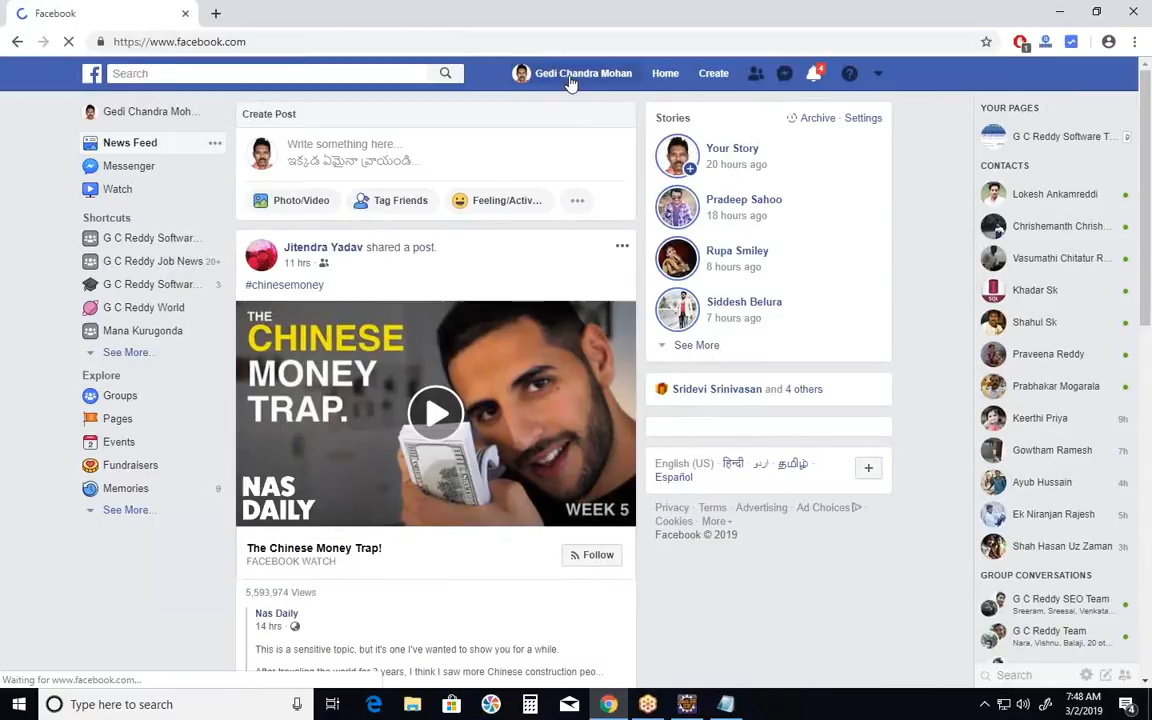 Facebook
https://www.facebook.com
Search
Gedi Chandra Mohan
Home
Create
4
Gedi Chandra Moh...
News Feed
Messenger
Watch
Shortcuts
G C Reddy Softwar...
G C Reddy Job News 20+
G C Reddy Softwar... 3
G C Reddy World
Mana Kurugonda
See More...
Explore
Groups
Pages
Events
Fundraisers
Memories 9
See More...
Create Post
Write something here...
ఇక్కడ ఏమైనా వ్రాయండి...
Photo/Video
Tag Friends
Feeling/Activ...
Jitendra Yadav shared a post.
11 hrs ·
#chinesemoney
THE
CHINESE
MONEY
TRAP.
NAS
DAILY
WEEK 5
The Chinese Money Trap!
FACEBOOK WATCH
Follow
5,593,974 Views
Nas Daily
14 hrs ·
This is a sensitive topic, but it's one I've wanted to show you for a while.
Stories
Archive · Settings
Your Story
20 hours ago
Pradeep Sahoo
18 hours ago
Rupa Smiley
8 hours ago
Siddesh Belura
7 hours ago
See More
Sridevi Srinivasan and 4 others
English (US) · हिन्दी · اردو · தமிழ் ·
Español
Privacy · Terms · Advertising · Ad Choices ·
Cookies · More
Facebook © 2019
YOUR PAGES
G C Reddy Software T...
CONTACTS
Lokesh Ankamreddi
Chrishemanth Chrish...
Vasumathi Chitatur R...
Khadar Sk
Shahul Sk
Praveena Reddy
Prabhakar Mogarala
Keerthi Priya 9h
Gowtham Ramesh 7h
Ayub Hussain 4h
Ek Niranjan Rajesh 5h
Shah Hasan Uz Zaman 3h
GROUP CONVERSATIONS
G C Reddy SEO Team
Sreeram, Sreesai, Venkata...
G C Reddy Team
Nara, Vishnu, Balaji, 20 ot...
Search
Waiting for www.facebook.com...
Type here to search
7:48 AM
3/2/2019
4